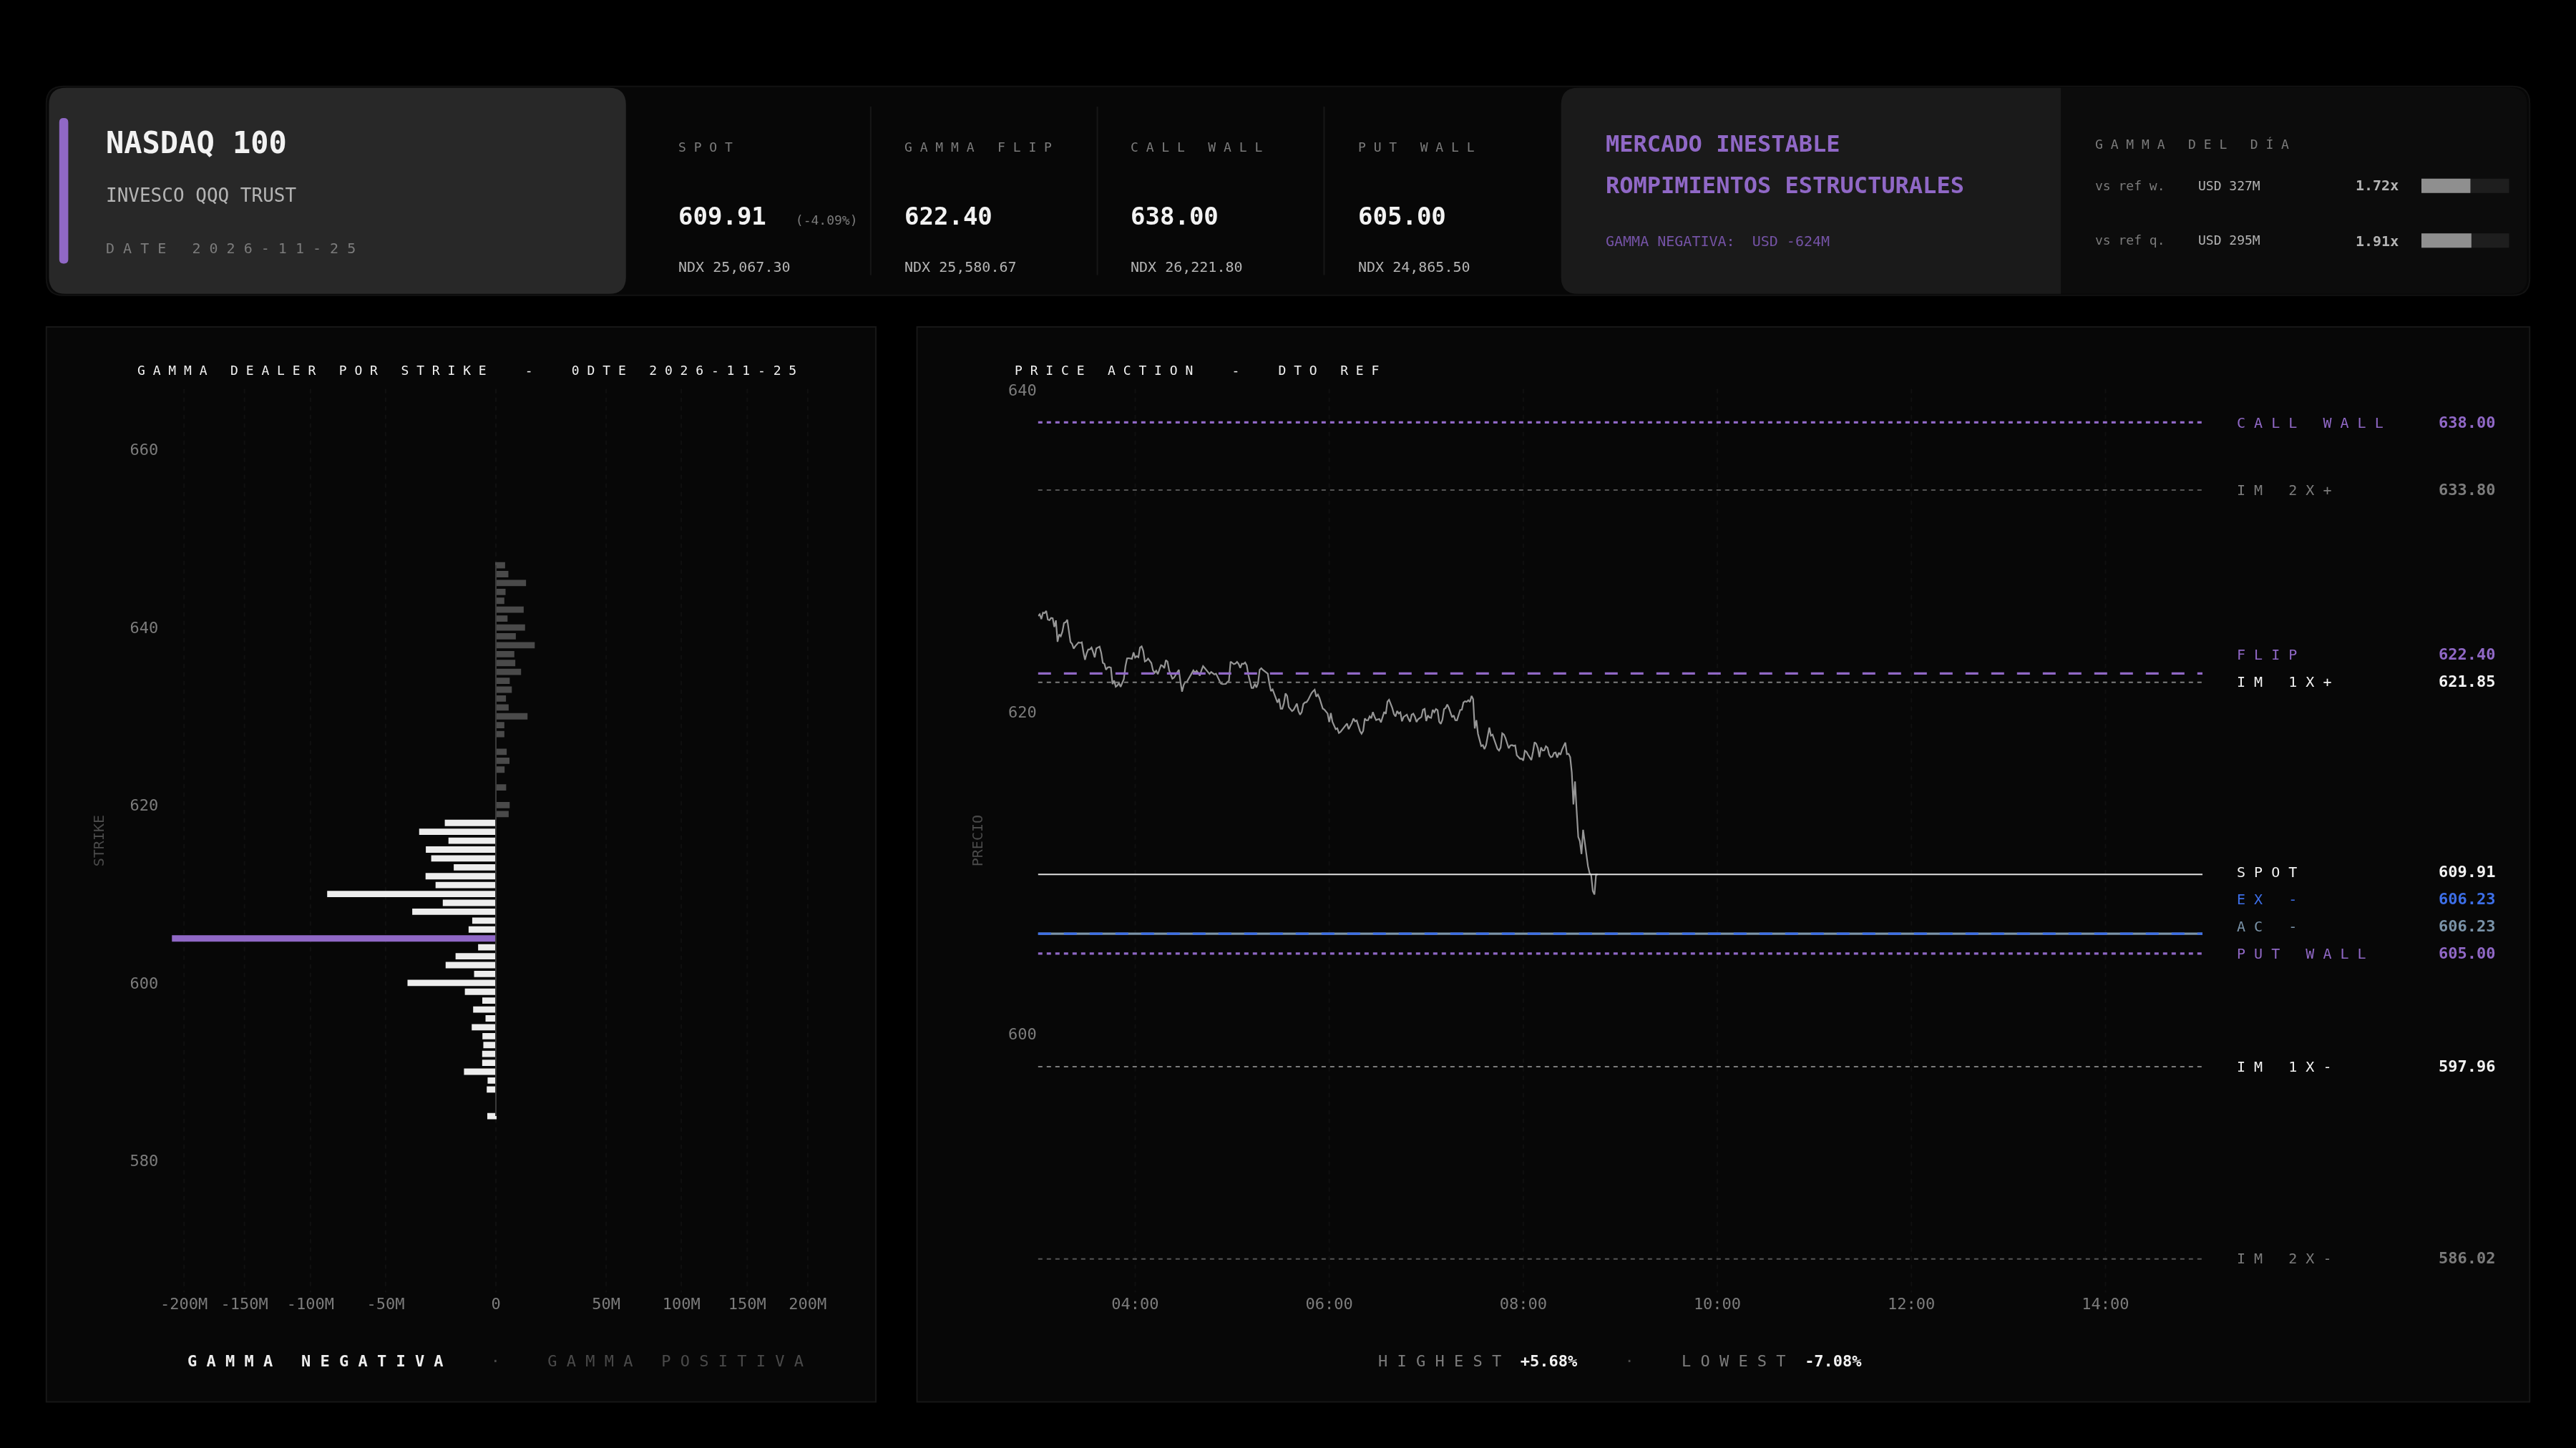 NASDAQ 100
INVESCO QQQ TRUST
DATE 2026-11-25
SPOT
609.91 (-4.09%)
NDX 25,067.30
GAMMA FLIP
622.40
NDX 25,580.67
CALL WALL
638.00
NDX 26,221.80
PUT WALL
605.00
NDX 24,865.50
MERCADO INESTABLE
ROMPIMIENTOS ESTRUCTURALES
GAMMA NEGATIVA: USD -624M
GAMMA DEL DÍA
vs ref w. USD 327M 1.72x
vs ref q. USD 295M 1.91x
GAMMA DEALER POR STRIKE - 0DTE 2026-11-25
660
640
620
600
580
STRIKE
-200M -150M -100M -50M 0 50M 100M 150M 200M
GAMMA NEGATIVA · GAMMA POSITIVA
PRICE ACTION - DTO REF
640
620
600
PRECIO
CALL WALL 638.00
IM 2X+ 633.80
FLIP 622.40
IM 1X+ 621.85
SPOT 609.91
EX - 606.23
AC - 606.23
PUT WALL 605.00
IM 1X- 597.96
IM 2X- 586.02
04:00 06:00 08:00 10:00 12:00 14:00
HIGHEST +5.68% · LOWEST -7.08%